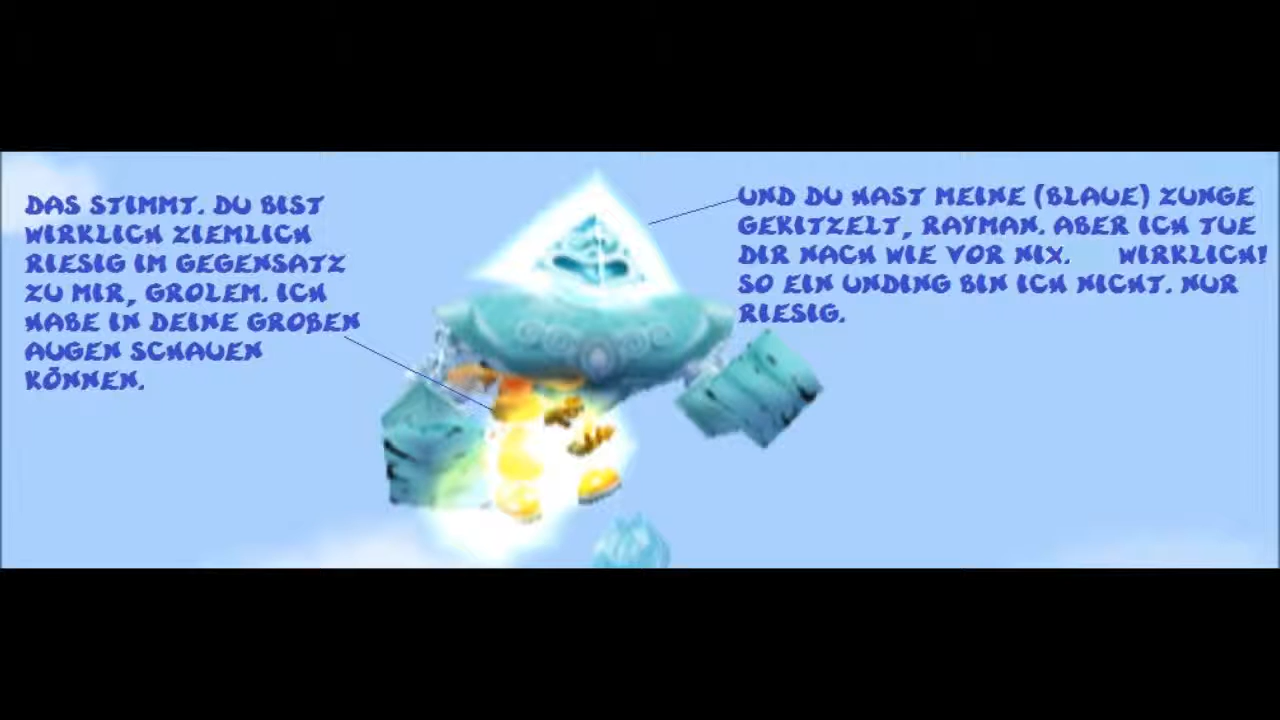 DAS STIMMT. DU BIST
WIRKLICH ZIEMLICH
RIESIG IM GEGENSATZ
ZU MIR, GROLEM. ICH
HABE IN DEINE GROßEN
AUGEN SCHAUEN
KÖNNEN.
UND DU HAST MEINE (BLAUE) ZUNGE
GEKITZELT, RAYMAN. ABER ICH TUE
DIR NACH WIE VOR NIX. WIRKLICH!
SO EIN UNDING BIN ICH NICHT. NUR
RIESIG.